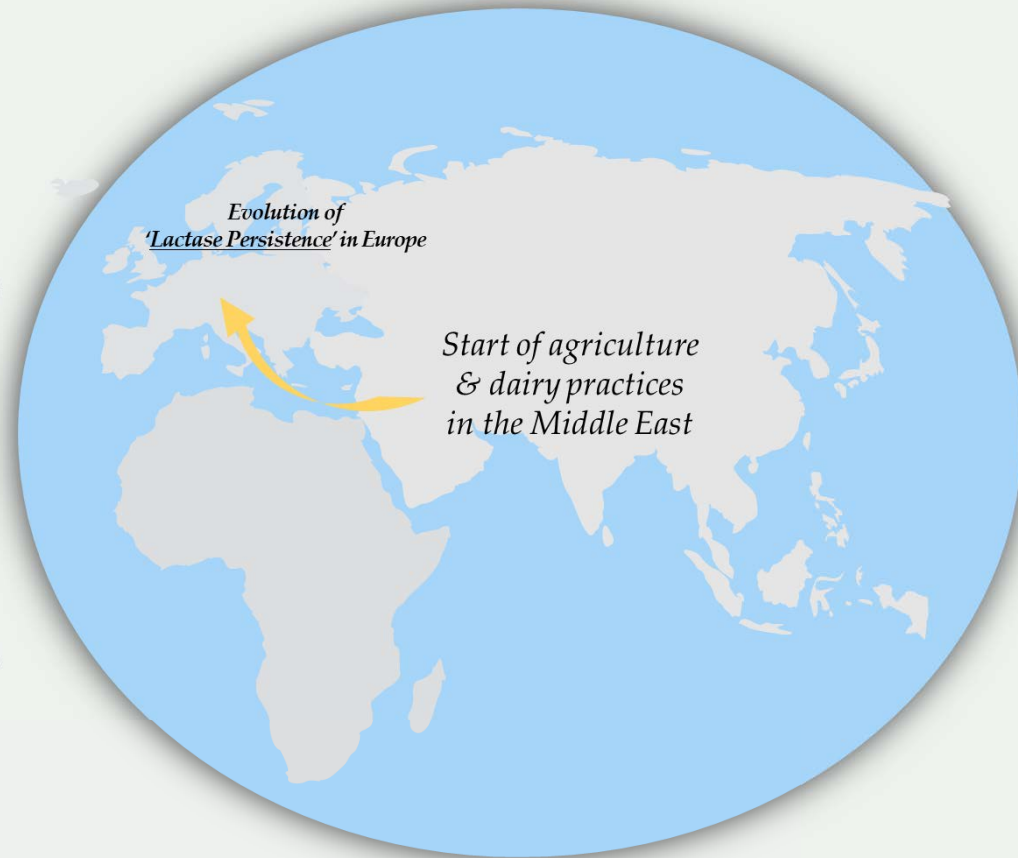 Evolution of
‘Lactase Persistence’ in Europe
Start of agriculture
& dairy practices
in the Middle East